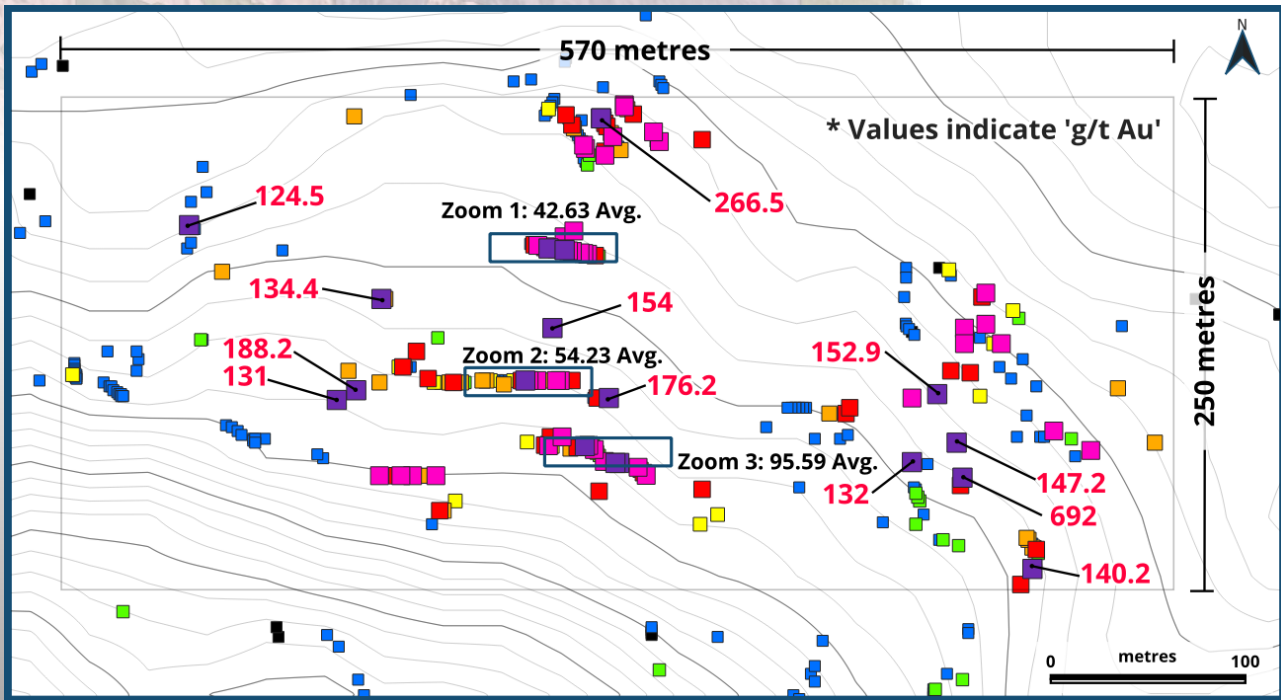 N
570 metres
* Values indicate 'g/t Au'
124.5
266.5
Zoom 1: 42.63 Avg.
134.4
154
250 metres
188.2
Zoom 2: 54.23 Avg.
152.9
131
176.2
Zoom 3: 95.59 Avg.
132
147.2
692
140.2
metres
0
100